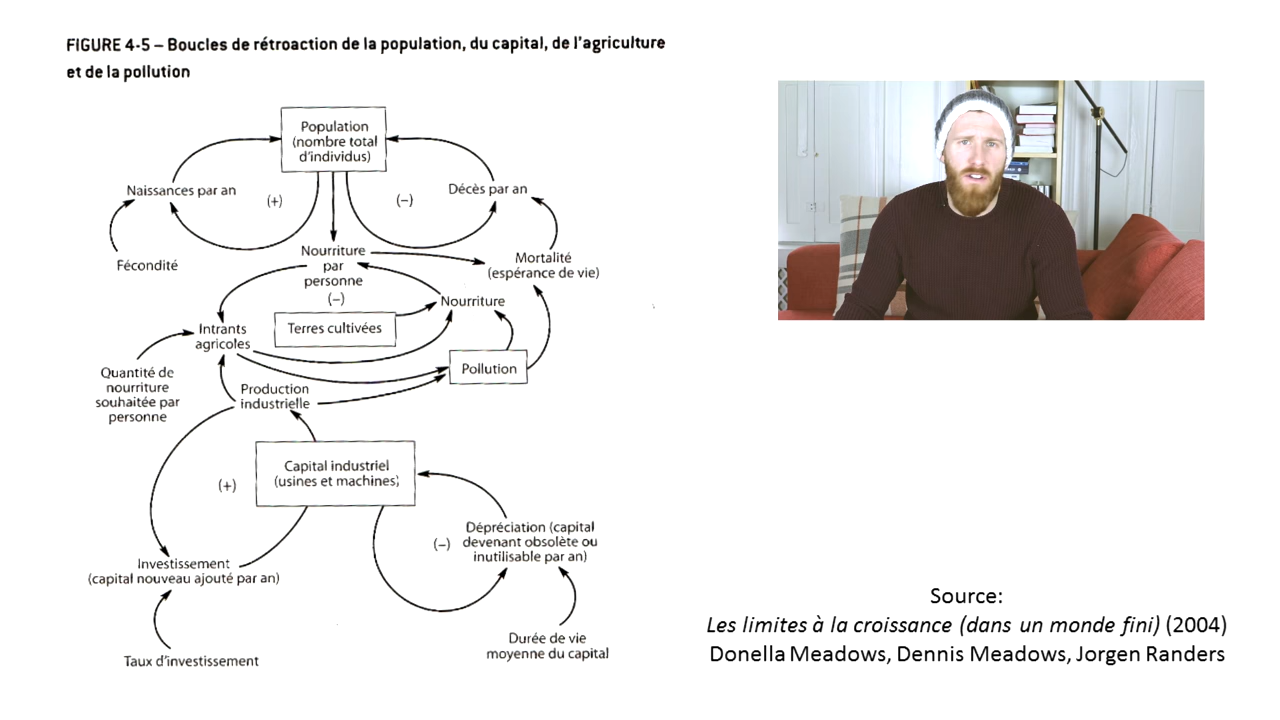 FIGURE 4-5 – Boucles de rétroaction de la population, du capital, de l'agriculture
et de la pollution
Population
(nombre total
d'individus)
Naissances par an
(+)
(–)
Décès par an
Fécondité
Nourriture
par
personne
(–)
Mortalité
(espérance de vie)
Nourriture
Terres cultivées
Intrants
agricoles
Pollution
Quantité de
nourriture
souhaitée par
personne
Production
industrielle
Capital industriel
(usines et machines)
(+)
(–)
Dépréciation (capital
devenant obsolète ou
inutilisable par an)
Investissement
(capital nouveau ajouté par an)
Taux d'investissement
Durée de vie
moyenne du capital
Source:
Les limites à la croissance (dans un monde fini) (2004)
Donella Meadows, Dennis Meadows, Jorgen Randers